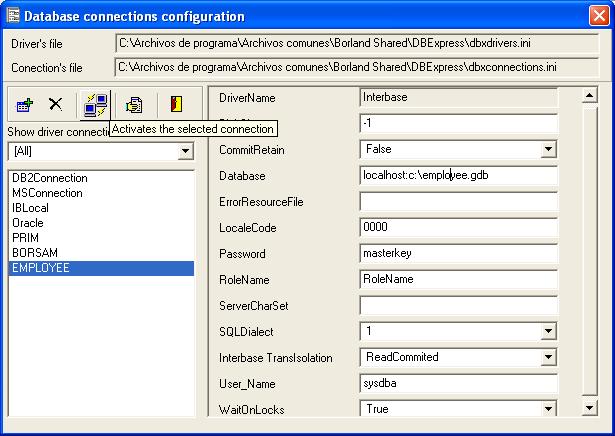 Database connections configuration
Driver's file C:\Archivos de programa\Archivos comunes\Borland Shared\DBExpress\dbxdrivers.ini
Conection's file C:\Archivos de programa\Archivos comunes\Borland Shared\DBExpress\dbxconnections.ini
Show driver connection
Activates the selected connection
[All]
DB2Connection
MSConnection
IBLocal
Oracle
PRIM
BORSAM
EMPLOYEE
DriverName Interbase
-1
CommitRetain False
Database localhost:c:\employee.gdb
ErrorResourceFile
LocaleCode 0000
Password masterkey
RoleName RoleName
ServerCharSet
SQLDialect 1
Interbase TransIsolation ReadCommited
User_Name sysdba
WaitOnLocks True